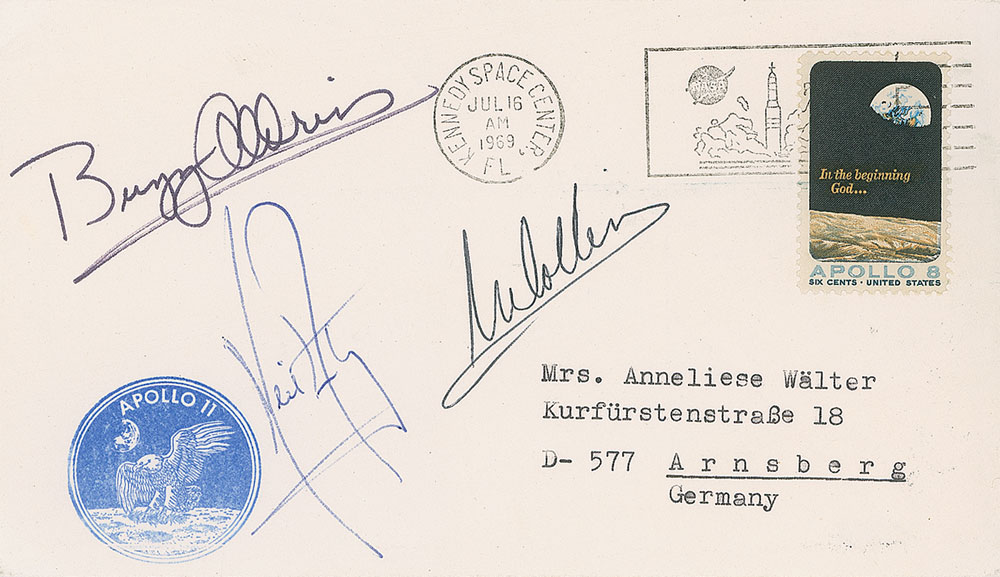 Buzz Aldrin
KENNEDY SPACE CENTER,
JUL 16
AM
1969
FL
NASA
In the beginning
God...
APOLLO 8
SIX CENTS · UNITED STATES
M Collins
Neil A
APOLLO 11
Mrs. Anneliese Wälter
Kurfürstenstraße 18
D- 577 Arnsberg
Germany